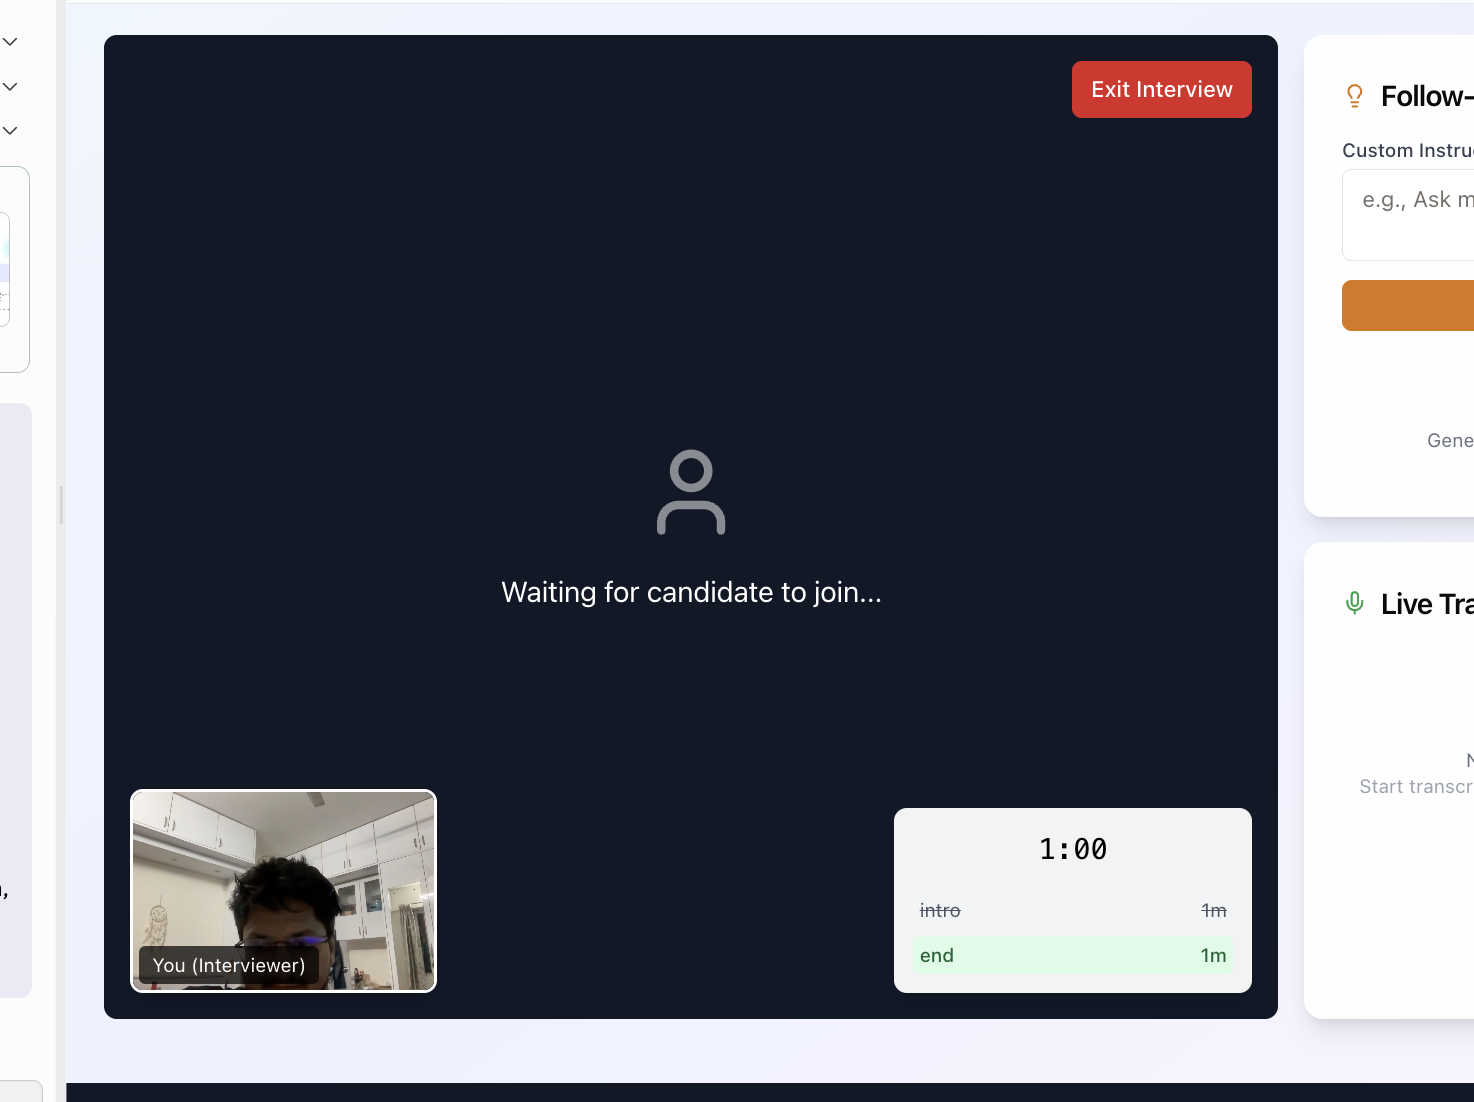 Exit Interview
Waiting for candidate to join...
You (Interviewer)
1:00
intro 1m
end 1m
Follow-
Custom Instru
e.g., Ask m
Gene
Live Tra
Start transcr